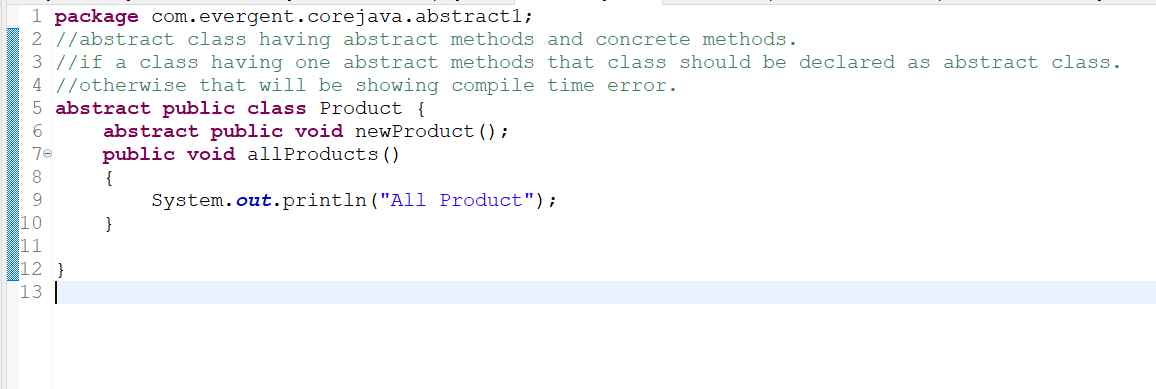 1 package com.evergent.corejava.abstract1;
2 //abstract class having abstract methods and concrete methods.
3 //if a class having one abstract methods that class should be declared as abstract class.
4 //otherwise that will be showing compile time error.
5 abstract public class Product {
6     abstract public void newProduct();
7     public void allProducts()
8     {
9         System.out.println("All Product");
10     }
11
12 }
13